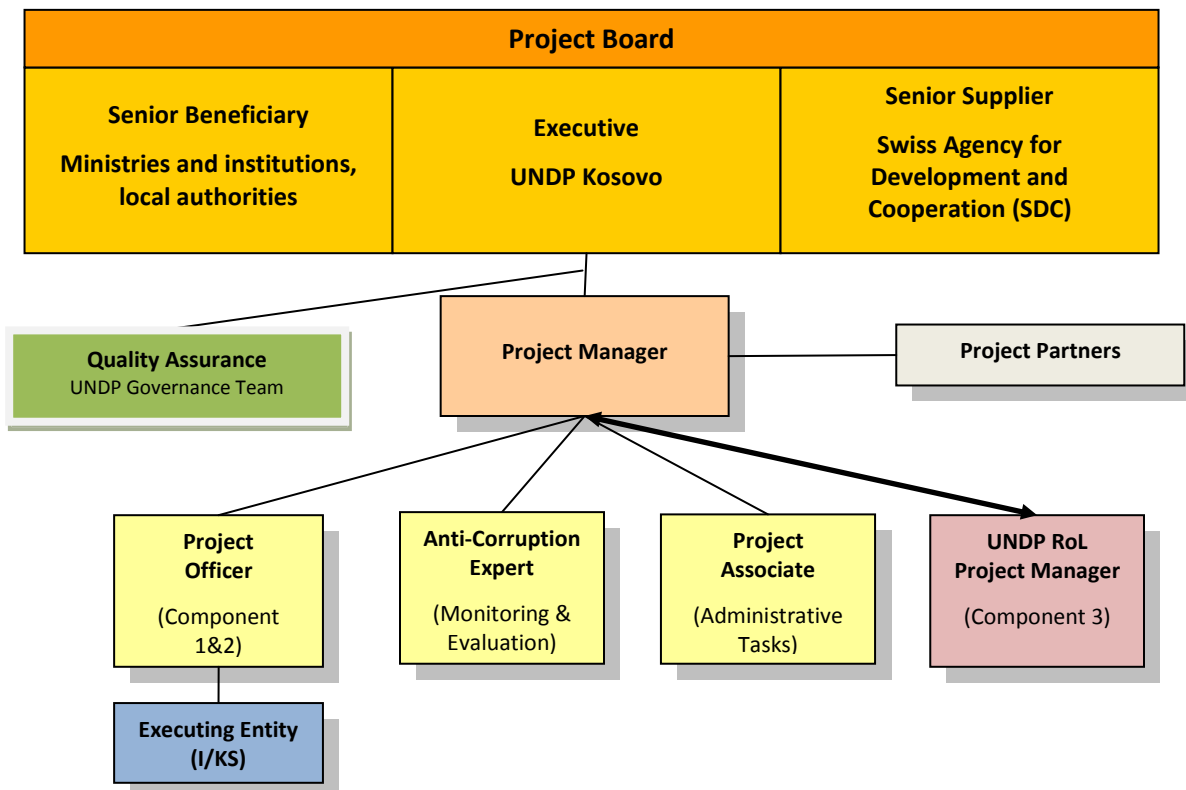 Project Board
Senior Beneficiary
Ministries and institutions,
local authorities
Executive
UNDP Kosovo
Senior Supplier
Swiss Agency for
Development and
Cooperation (SDC)
Quality Assurance
UNDP Governance Team
Project Manager
Project Partners
Project
Officer
(Component
1&2)
Anti-Corruption
Expert
(Monitoring &
Evaluation)
Project
Associate
(Administrative
Tasks)
UNDP RoL
Project Manager
(Component 3)
Executing Entity
(I/KS)